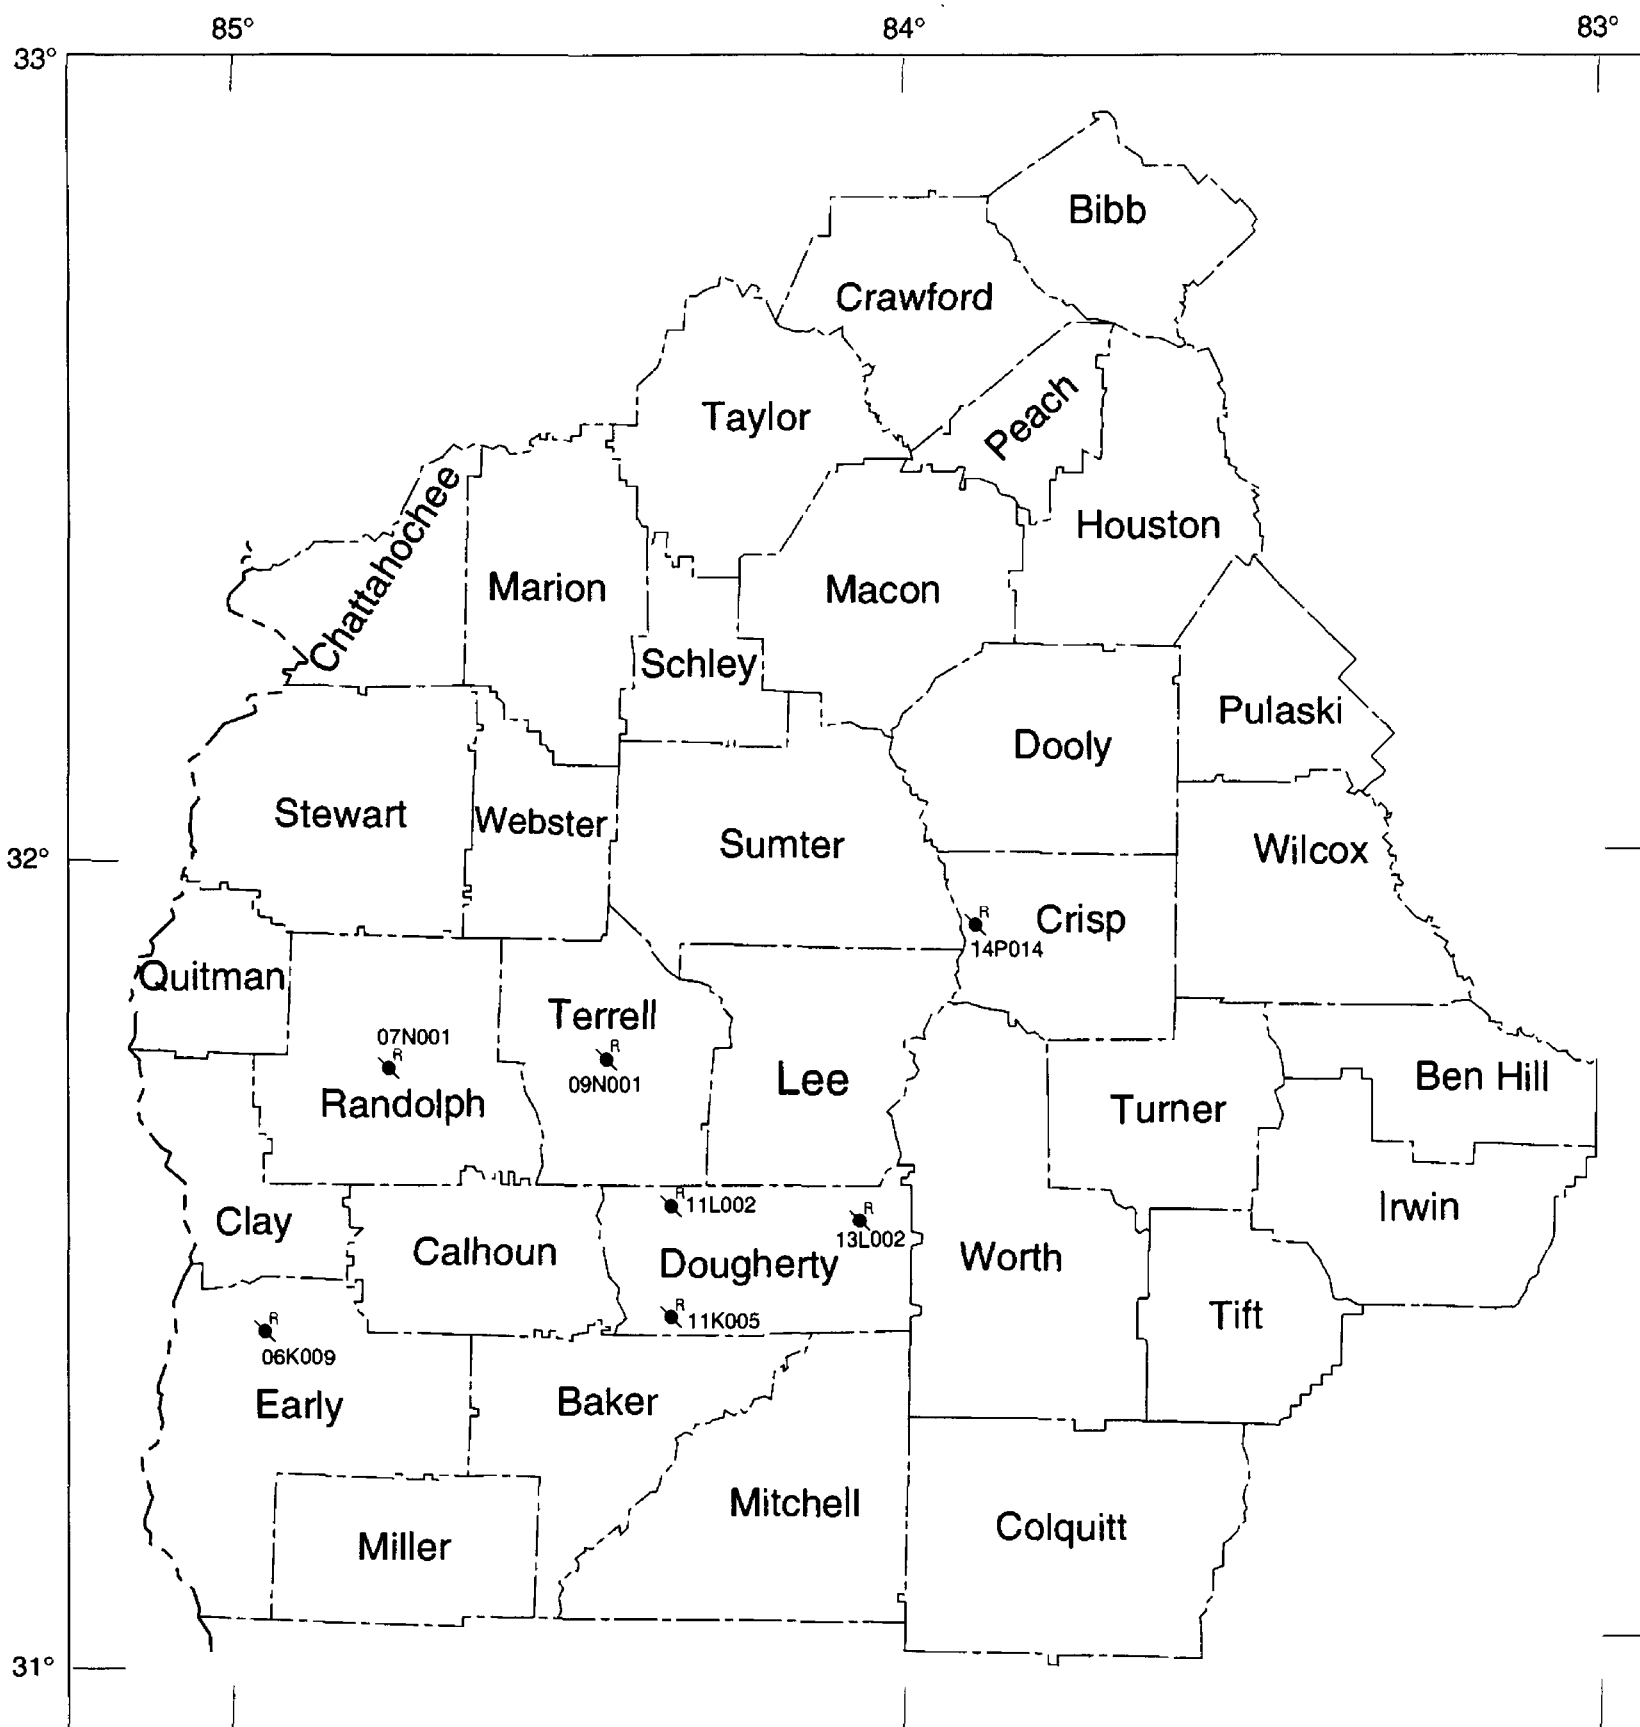 85°
84°
83°
33°
Bibb
Crawford
Peach
Taylor
Chattahochee
Houston
Marion
Macon
Schley
Pulaski
Dooly
Stewart
Webster
Sumter
Wilcox
32°
R
14P014
Crisp
Quitman
Terrell
07N001
R
R
09N001
Randolph
Lee
Ben Hill
Turner
R
11L002
R
13L002
Irwin
Clay
Calhoun
Dougherty
Worth
R
11K005
Tift
R
06K009
Early
Baker
Mitchell
Colquitt
Miller
31°